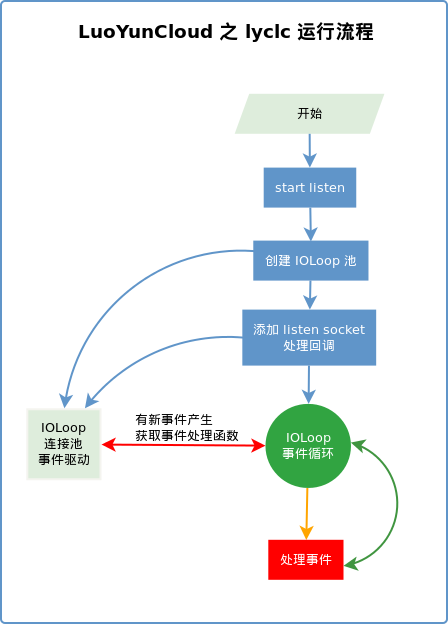 LuoYunCloud 之 lyclc 运行流程
开始
start listen
创建 IOLoop 池
添加 listen socket
处理回调
有新事件产生
获取事件处理函数
IOLoop
连接池
事件驱动
IOLoop
事件循环
处理事件